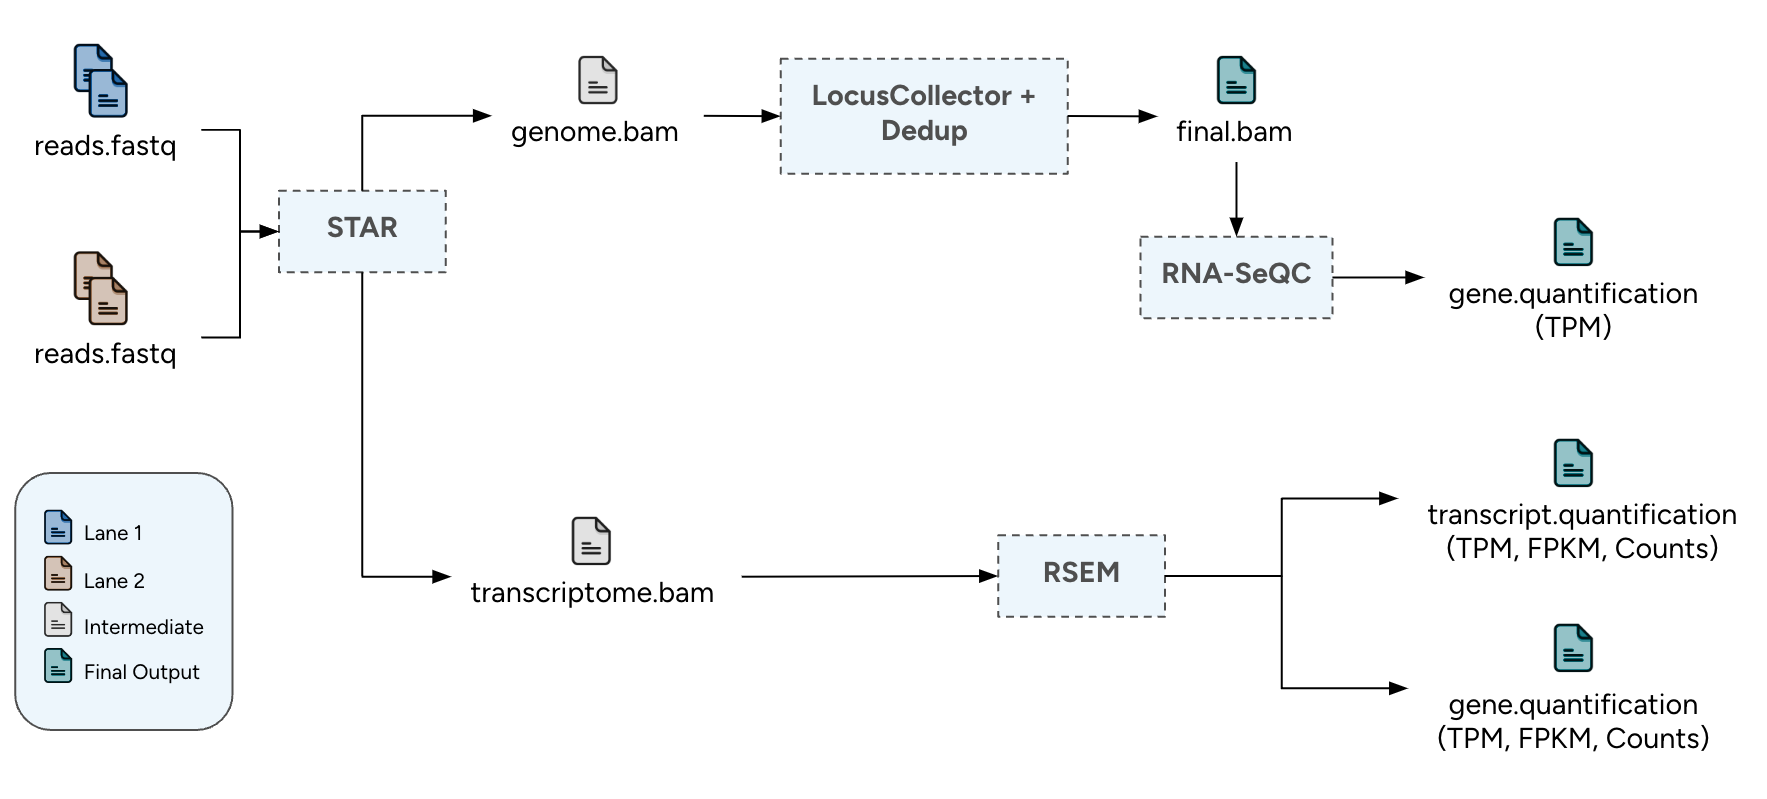 reads.fastq
reads.fastq
STAR
genome.bam
LocusCollector +
Dedup
final.bam
RNA-SeQC
gene.quantification
(TPM)
transcriptome.bam
RSEM
transcript.quantification
(TPM, FPKM, Counts)
gene.quantification
(TPM, FPKM, Counts)
Lane 1
Lane 2
Intermediate
Final Output